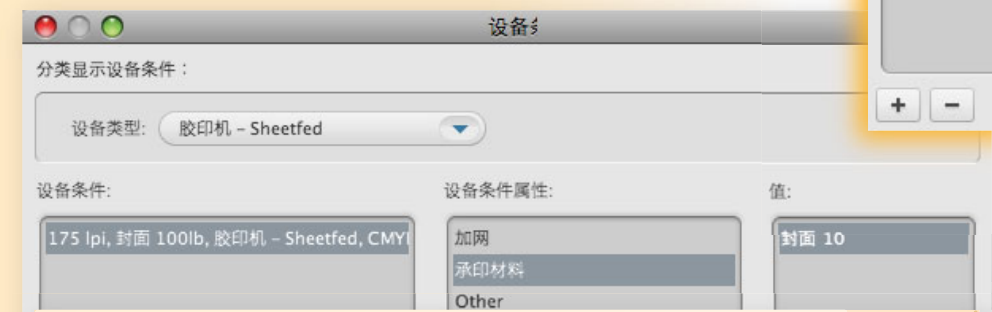 设备
分类显示设备条件：
设备类型: 胶印机 – Sheetfed
+ −
设备条件: 设备条件属性: 值:
175 lpi, 封面 100lb, 胶印机 – Sheetfed, CMY 加网 封面 10
承印材料
Other